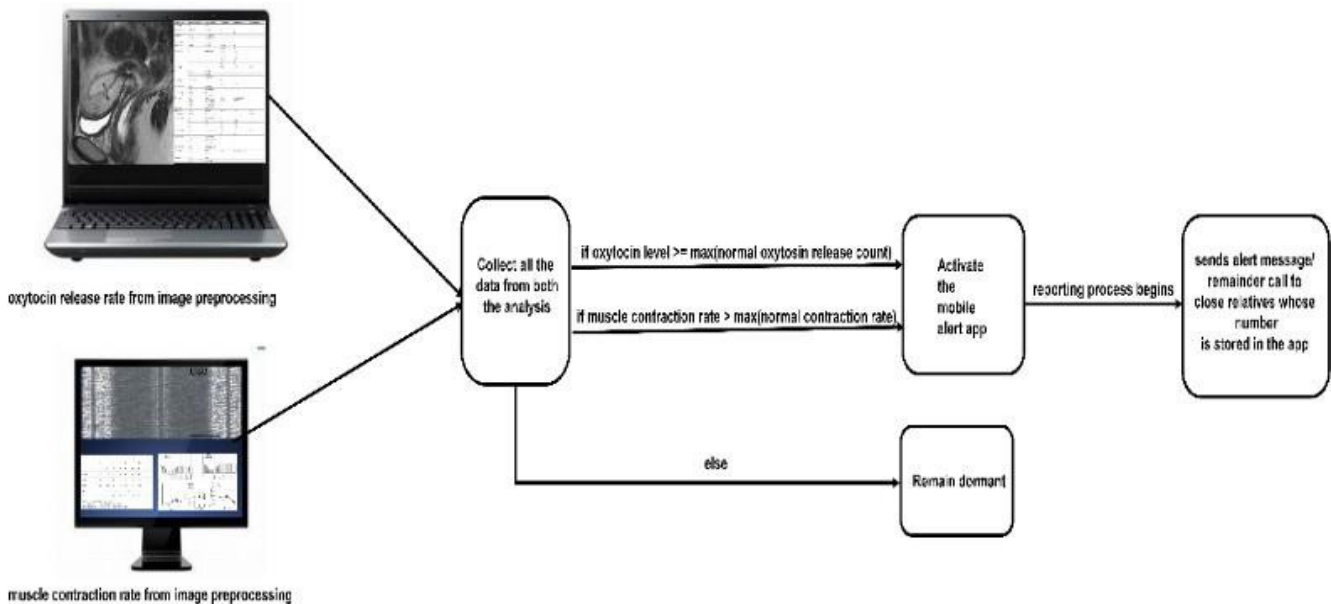 oxytocin release rate from image preprocessing
muscle contraction rate from image preprocessing
Collect all the
data from both
the analysis
if oxytocin level >= max(normal oxytosin release count)
if muscle contraction rate > max(normal contraction rate)
else
Activate
the
mobile
alert app
Remain dormant
reporting process begins
sends alert message/
remainder call to
close relatives whose
number
is stored in the app